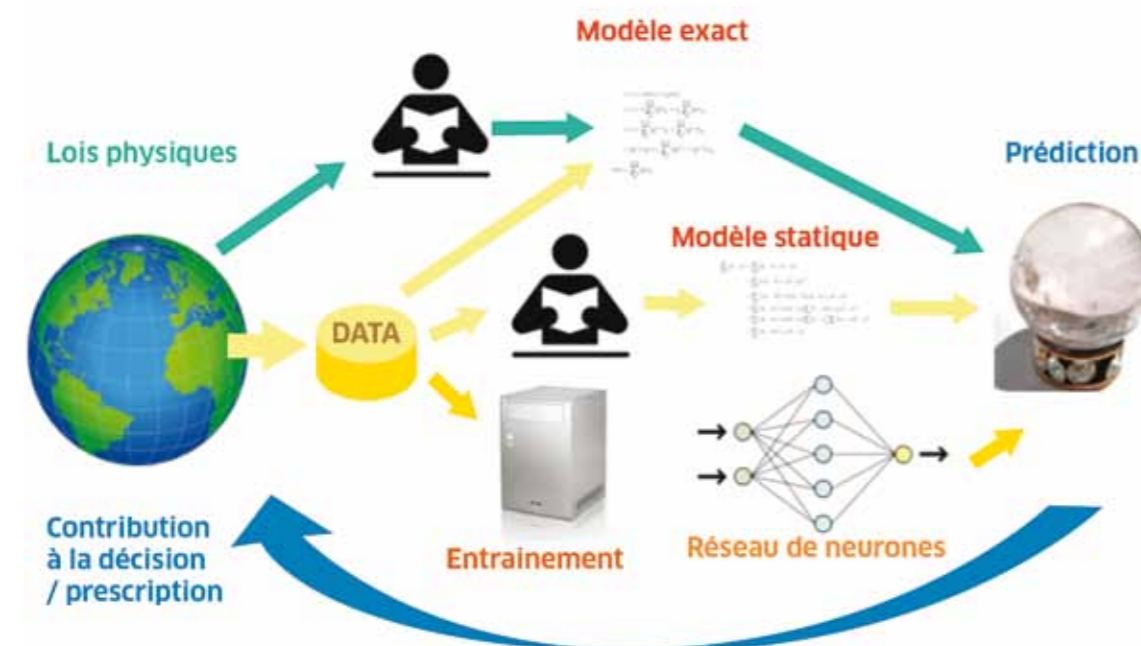 Modèle exact
Lois physiques
Prédiction
Modèle statique
DATA
Contribution
à la décision
/ prescription
Entrainement
Réseau de neurones